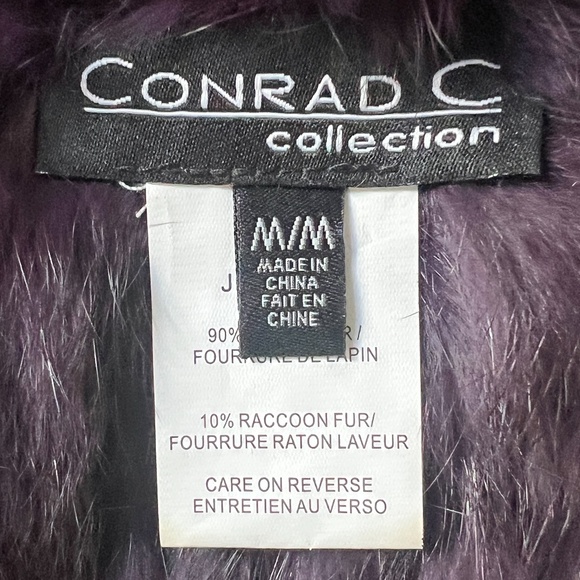 CONRAD C
collection
M/M
MADE IN
CHINA
FAIT EN
CHINE
90%
FOURRURE DE LAPIN
10% RACCOON FUR/
FOURRURE RATON LAVEUR
CARE ON REVERSE
ENTRETIEN AU VERSO